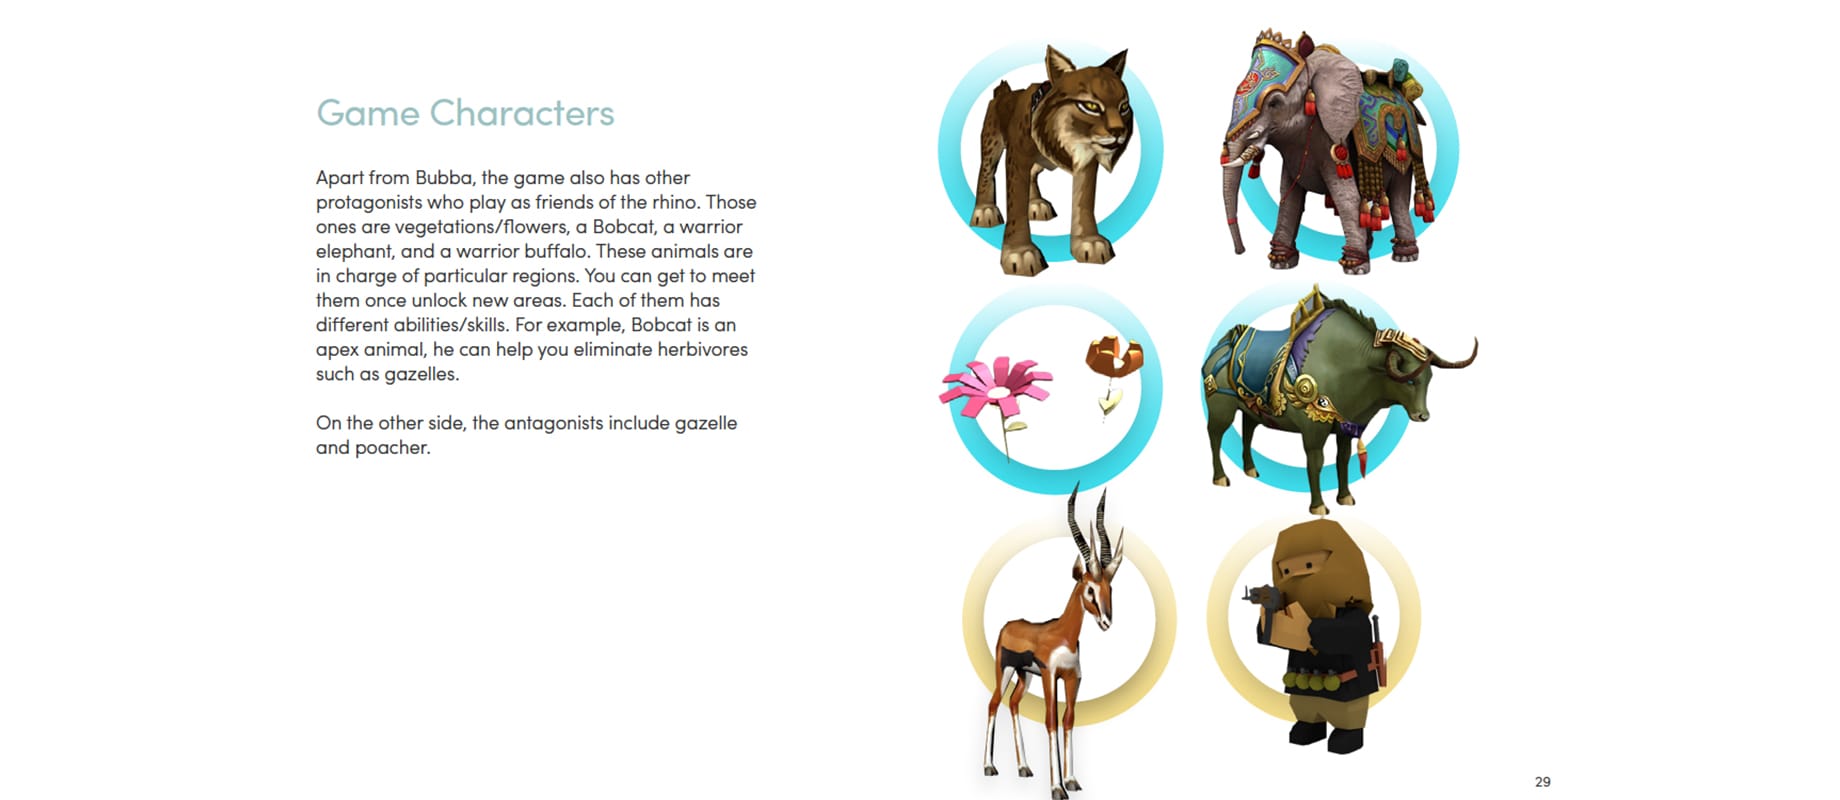 Game Characters
Apart from Bubba, the game also has other
protagonists who play as friends of the rhino. Those
ones are vegetations/flowers, a Bobcat, a warrior
elephant, and a warrior buffalo. These animals are
in charge of particular regions. You can get to meet
them once unlock new areas. Each of them has
different abilities/skills. For example, Bobcat is an
apex animal, he can help you eliminate herbivores
such as gazelles.
On the other side, the antagonists include gazelle
and poacher.
29